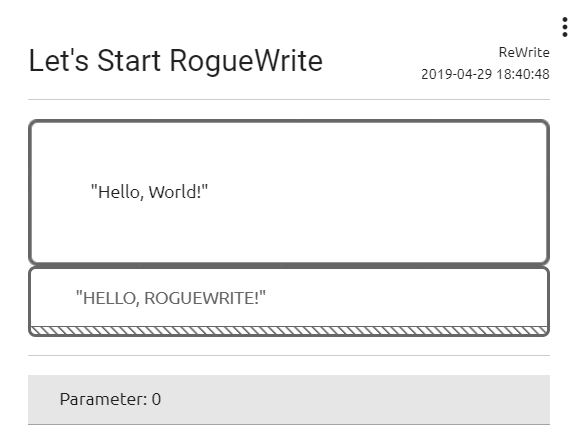 Let's Start RogueWrite
ReWrite
2019-04-29 18:40:48
"Hello, World!"
"HELLO, ROGUEWRITE!"
Parameter: 0